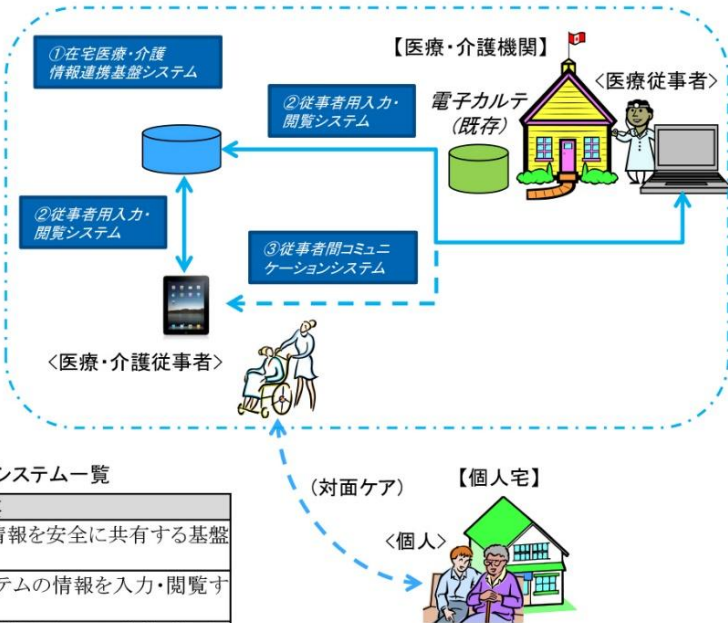 ①在宅医療・介護
情報連携基盤システム
【医療・介護機関】
<医療従事者>
②従事者用入力・
閲覧システム
電子カルテ
(既存)
②従事者用入力・
閲覧システム
③従事者間コミュニ
ケーションシステム
<医療・介護従事者>
システム一覧
(対面ケア)
【個人宅】
<個人>
情報を安全に共有する基盤
テムの情報を入力・閲覧す